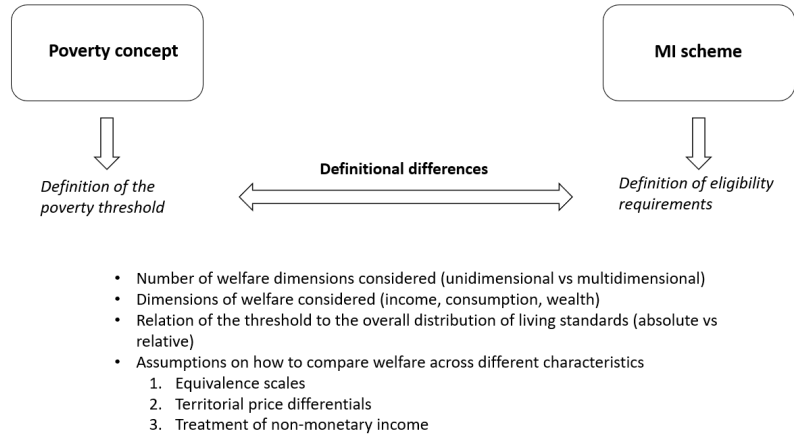 Poverty concept
MI scheme
Definitional differences
Definition of the
poverty threshold
Definition of eligibility
requirements
• Number of welfare dimensions considered (unidimensional vs multidimensional)
• Dimensions of welfare considered (income, consumption, wealth)
• Relation of the threshold to the overall distribution of living standards (absolute vs
relative)
• Assumptions on how to compare welfare across different characteristics
1. Equivalence scales
2. Territorial price differentials
3. Treatment of non-monetary income